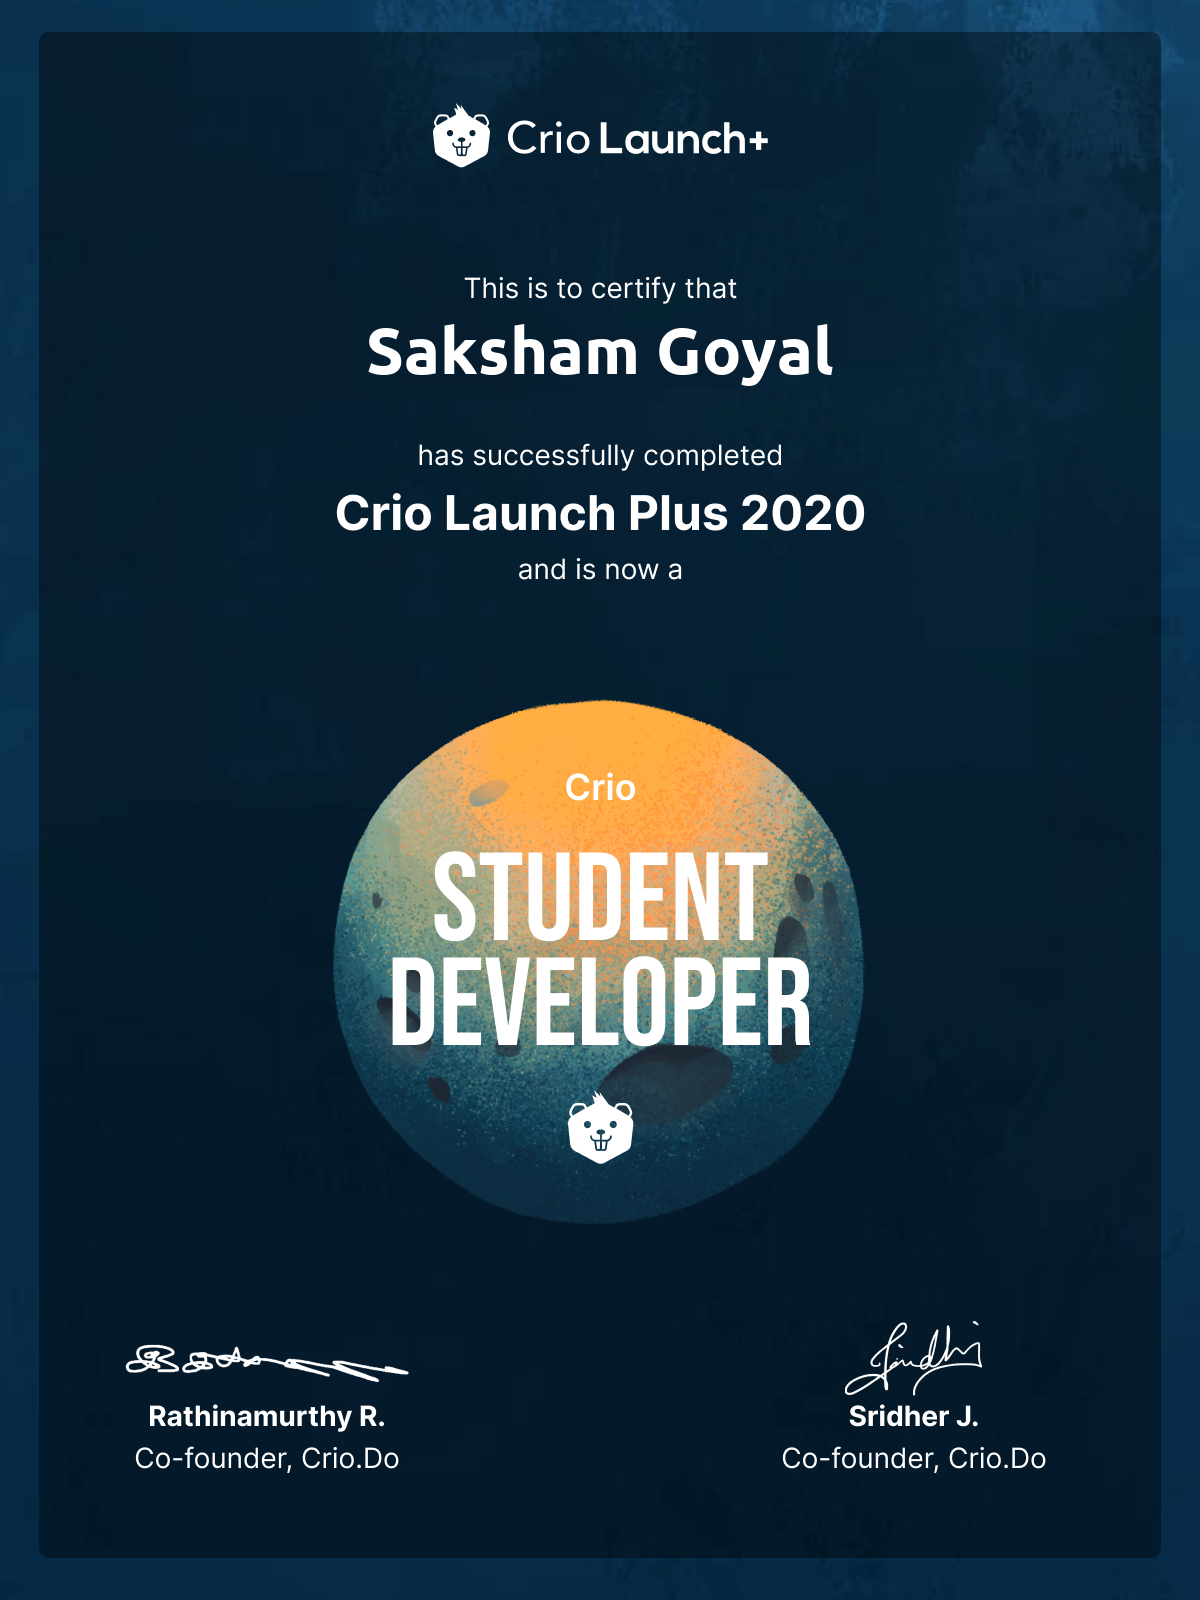 Crio Launch+
This is to certify that
Saksham Goyal
has successfully completed
Crio Launch Plus 2020
and is now a
Crio
STUDENT
DEVELOPER
Rathinamurthy R.
Co-founder, Crio.Do
Sridher J.
Co-founder, Crio.Do